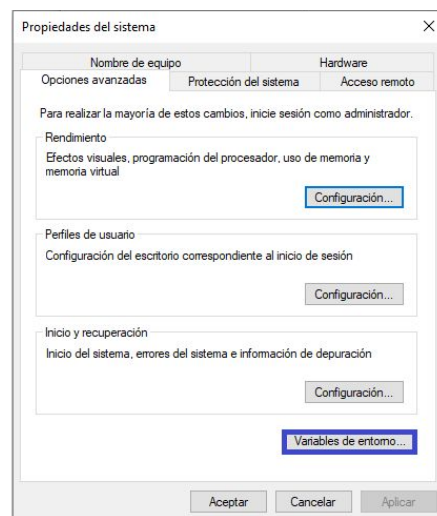 Propiedades del sistema
Nombre de equipo
Hardware
Opciones avanzadas
Protección del sistema
Acceso remoto
Para realizar la mayoría de estos cambios, inicie sesión como administrador.
Rendimiento
Efectos visuales, programación del procesador, uso de memoria y
memoria virtual
Configuración...
Perfiles de usuario
Configuración del escritorio correspondiente al inicio de sesión
Configuración...
Inicio y recuperación
Inicio del sistema, errores del sistema e información de depuración
Configuración...
Variables de entorno...
Aceptar
Cancelar
Aplicar